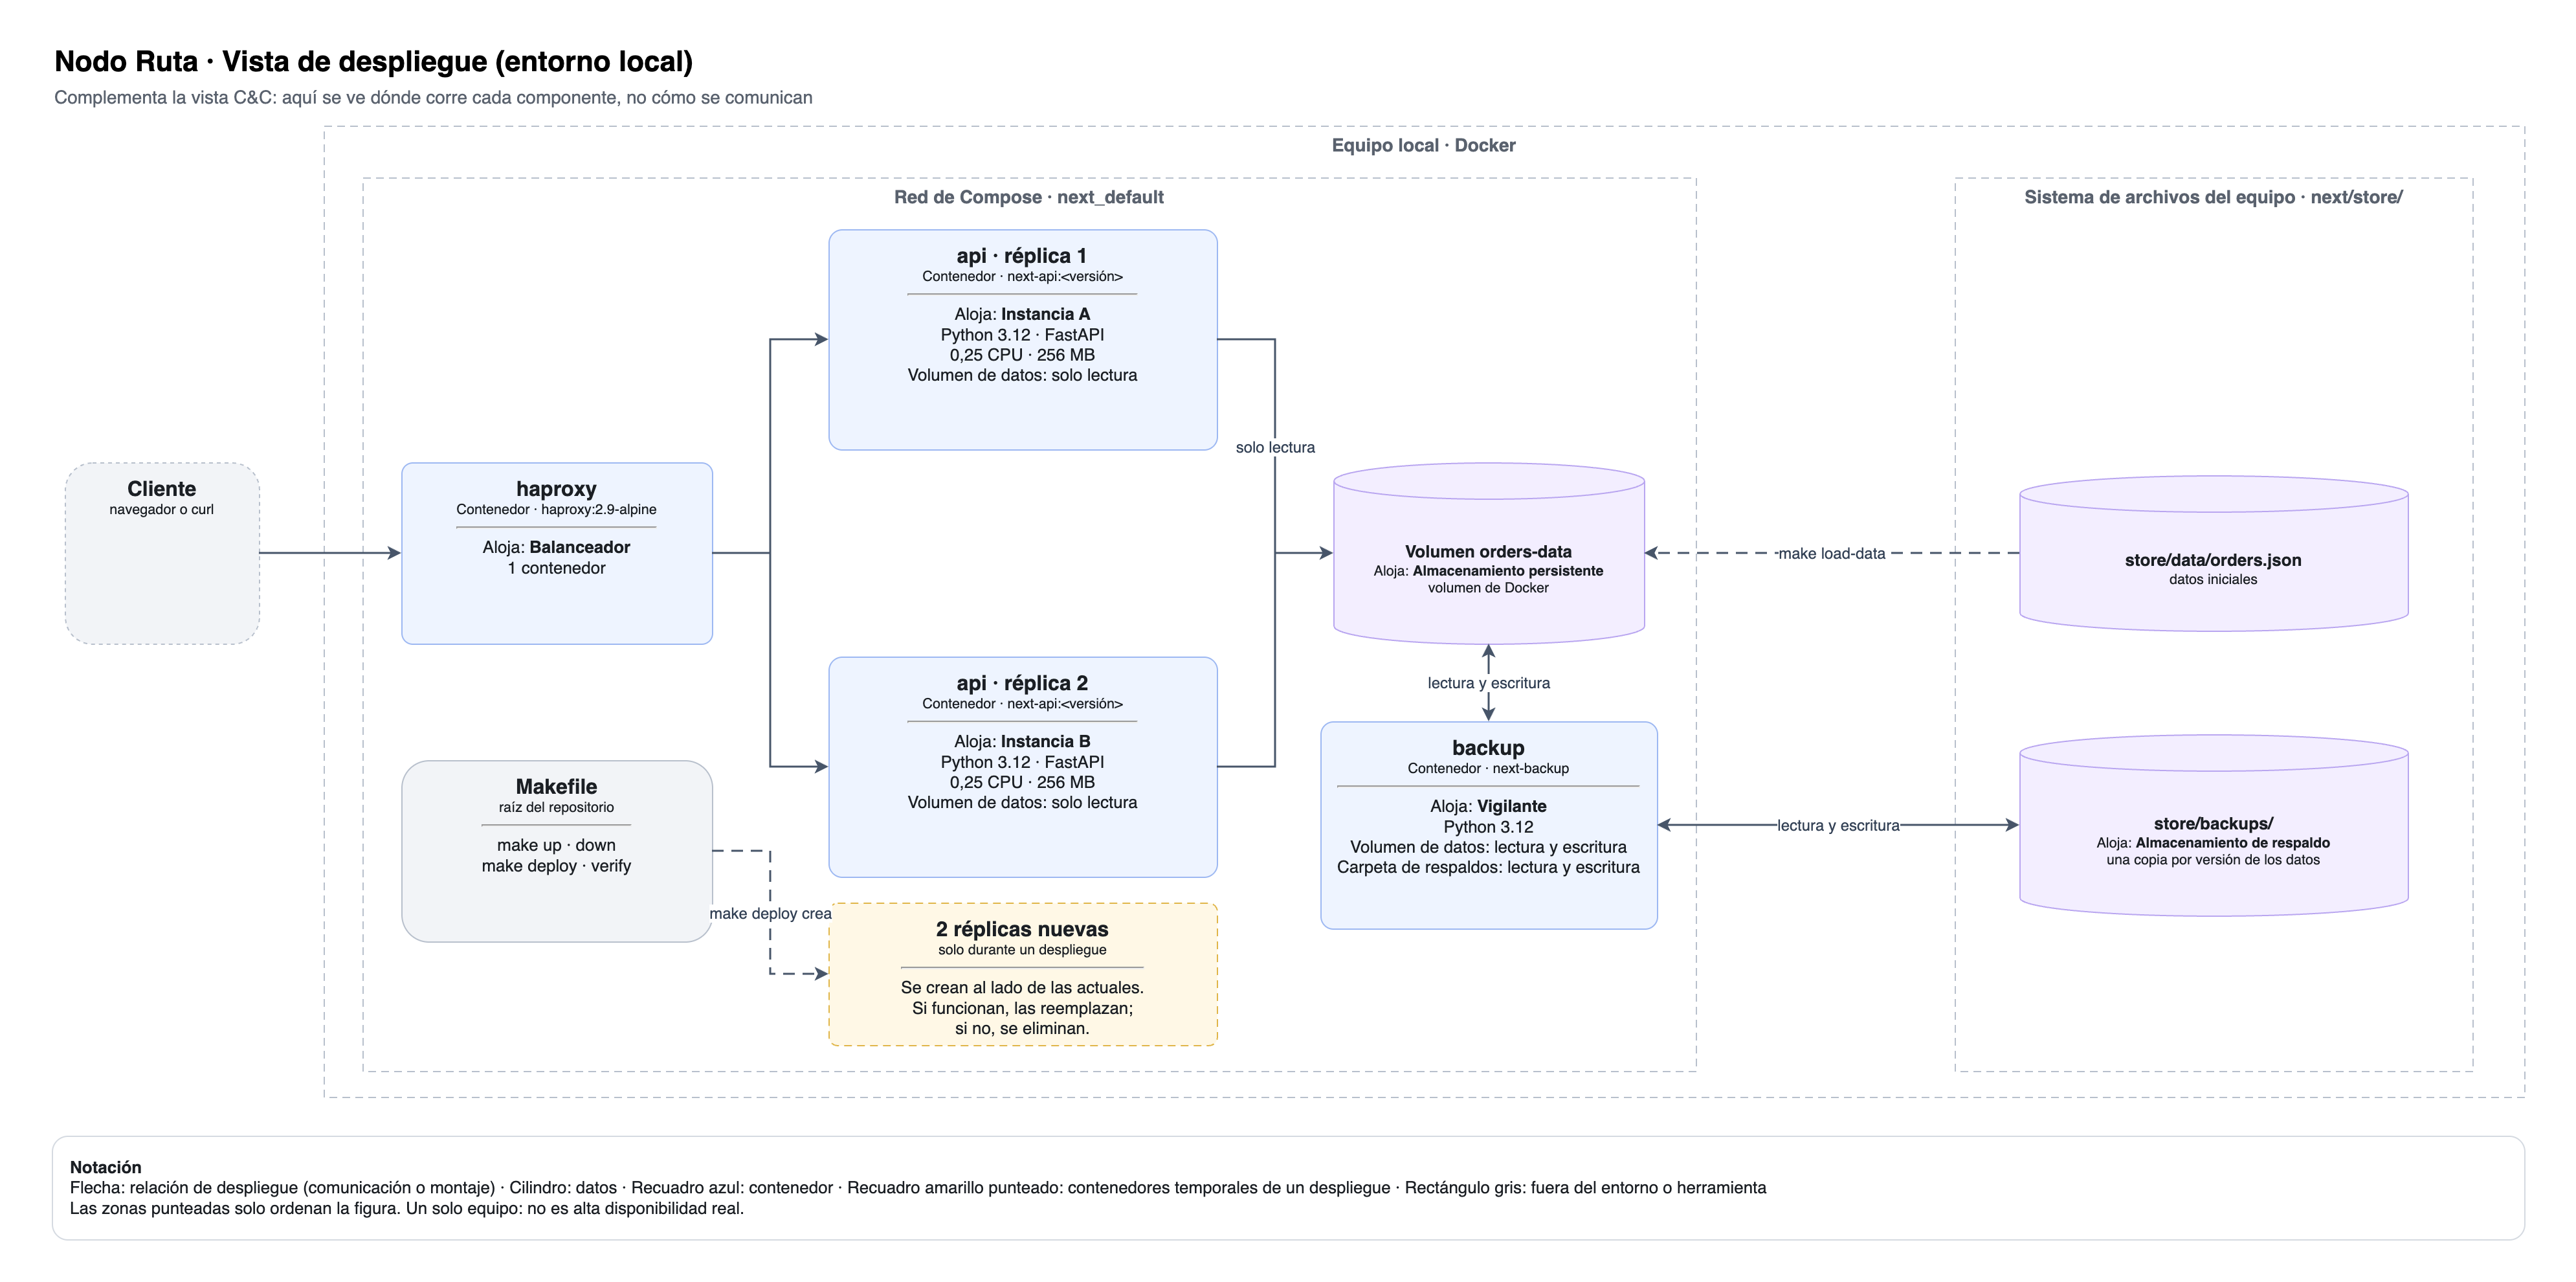 Nodo Ruta · Vista de despliegue (entorno local)
Complementa la vista C&C: aquí se ve dónde corre cada componente, no cómo se comunican
Equipo local · Docker
Red de Compose · next_default
Sistema de archivos del equipo · next/store/
api · réplica 1
Contenedor · next-api:<versión>
Aloja: Instancia A
Python 3.12 · FastAPI
0,25 CPU · 256 MB
Volumen de datos: solo lectura
solo lectura
Cliente
navegador o curl
haproxy
Contenedor · haproxy:2.9-alpine
Aloja: Balanceador
1 contenedor
Volumen orders-data
Aloja: Almacenamiento persistente
volumen de Docker
make load-data
store/data/orders.json
datos iniciales
api · réplica 2
Contenedor · next-api:<versión>
Aloja: Instancia B
Python 3.12 · FastAPI
0,25 CPU · 256 MB
Volumen de datos: solo lectura
lectura y escritura
backup
Contenedor · next-backup
Aloja: Vigilante
Python 3.12
Volumen de datos: lectura y escritura
Carpeta de respaldos: lectura y escritura
lectura y escritura
store/backups/
Aloja: Almacenamiento de respaldo
una copia por versión de los datos
Makefile
raíz del repositorio
make up · down
make deploy · verify
make deploy crea
2 réplicas nuevas
solo durante un despliegue
Se crean al lado de las actuales.
Si funcionan, las reemplazan;
si no, se eliminan.
Notación
Flecha: relación de despliegue (comunicación o montaje) · Cilindro: datos · Recuadro azul: contenedor · Recuadro amarillo punteado: contenedores temporales de un despliegue · Rectángulo gris: fuera del entorno o herramienta
Las zonas punteadas solo ordenan la figura. Un solo equipo: no es alta disponibilidad real.